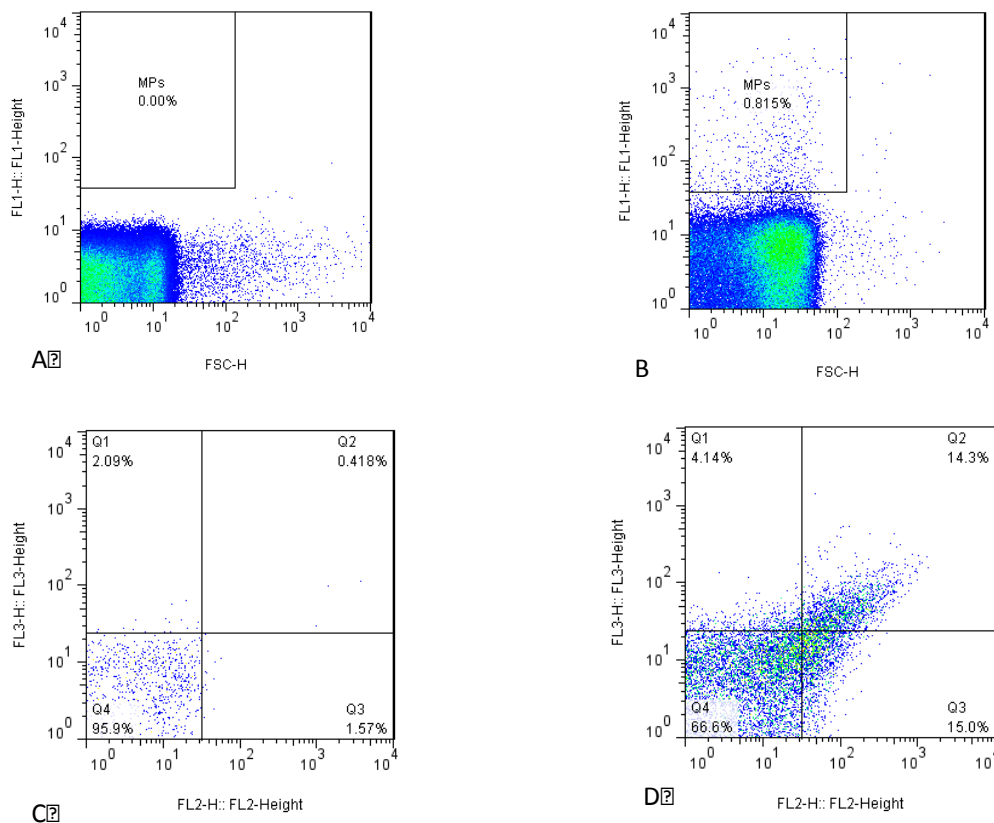 10^4
10^3
10^2
10^1
10^0
FL1-H:: FL1-Height
MPs
0.00%
10^0 10^1 10^2 10^3 10^4
FSC-H
A⍰
10^4
10^3
10^2
10^1
10^0
FL1-H:: FL1-Height
MPs
0.815%
10^0 10^1 10^2 10^3 10^4
FSC-H
B
10^4
10^3
10^2
10^1
10^0
FL3-H:: FL3-Height
Q1 Q2
2.09% 0.418%
Q4 Q3
95.9% 1.57%
10^0 10^1 10^2 10^3 10^4
FL2-H:: FL2-Height
C⍰
10^4
10^3
10^2
10^1
10^0
FL3-H:: FL3-Height
Q1 Q2
4.14% 14.3%
Q4 Q3
66.6% 15.0%
10^0 10^1 10^2 10^3 10
FL2-H:: FL2-Height
D⍰